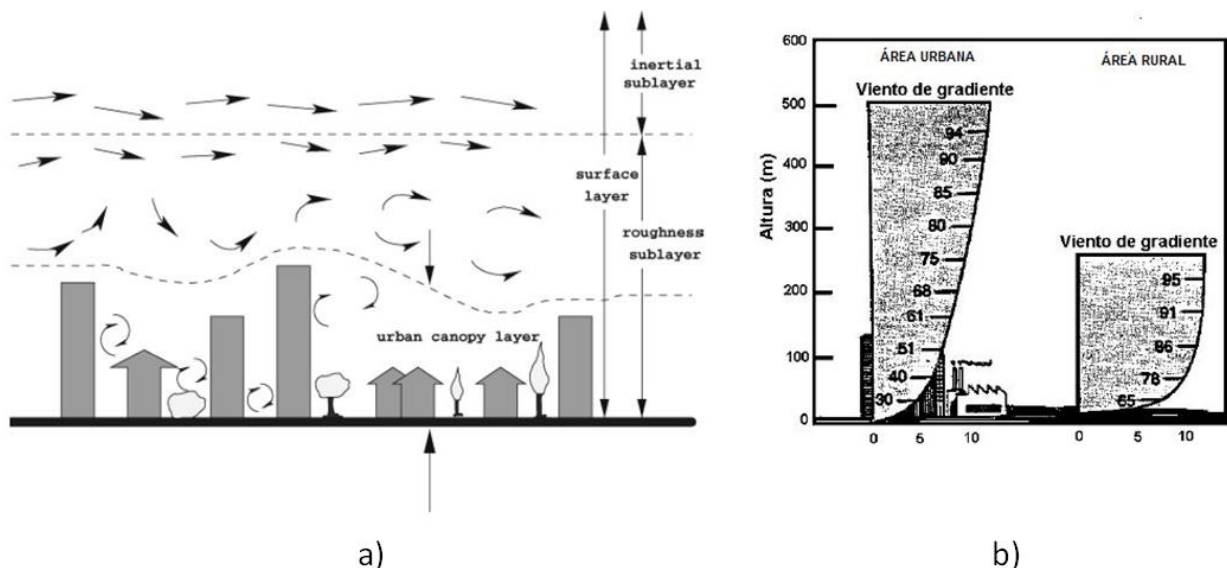 inertial
sublayer
surface
layer
roughness
sublayer
urban canopy layer
a)
600
500
400
300
200
100
0
Altura (m)
ÁREA URBANA
Viento de gradiente
94
90
85
80
75
68
61
51
40
30
0 5 10
ÁREA RURAL
Viento de gradiente
95
91
86
78
65
0 5 10
b)